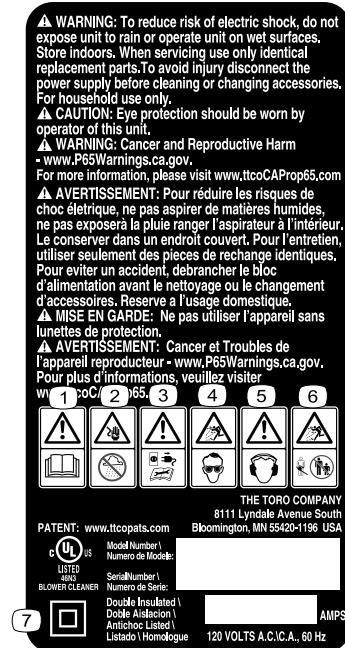 ⚠ WARNING: To reduce risk of electric shock, do not
expose unit to rain or operate unit on wet surfaces.
Store indoors. When servicing use only identical
replacement parts.To avoid injury disconnect the
power supply before cleaning or changing accessories.
For household use only.
⚠ CAUTION: Eye protection should be worn by
operator of this unit.
⚠ WARNING: Cancer and Reproductive Harm
- www.P65Warnings.ca.gov.
For more information, please visit www.ttcoCAProp65.com
⚠ AVERTISSEMENT: Pour réduire les risques de
choc életrique, ne pas aspirer de matières humides,
ne pas exposerà la pluie ranger l'aspirateur à l'intérieur.
Le conserver dans un endroit couvert. Pour l'entretien,
utiliser seulement des pieces de rechange identiques.
Pour eviter un accident, debrancher le bloc
d'alimentation avant le nettoyage ou le changement
d'accessoires. Reserve a l'usage domestique.
⚠ MISE EN GARDE: Ne pas utiliser l'appareil sans
lunettes de protection.
⚠ AVERTISSEMENT: Cancer et Troubles de
l'appareil reproducteur - www.P65Warnings.ca.gov.
Pour plus d'informations, veuillez visiter
1 2 3 4 5 6
THE TORO COMPANY
8111 Lyndale Avenue South
PATENT: www.ttcopats.com Bloomington, MN 55420-1196 USA
c UL US
LISTED
46N3
BLOWER CLEANER
Model Number \
Numero de Modele:
SerialNumber \
Numero de Serie:
7
Double Insulated \
Doble Aislacion \
Antichoc Listed \
Listado \ Homologue
AMPS
120 VOLTS A.C.\C.A., 60 Hz